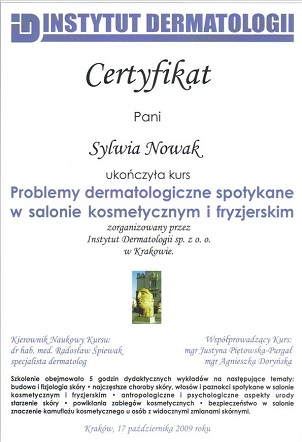 ID INSTYTUT DERMATOLOGII
Certyfikat
Pani
Sylwia Nowak
ukończyła kurs
Problemy dermatologiczne spotykane
w salonie kosmetycznym i fryzjerskim
zorganizowany przez
Instytut Dermatologii sp. z o. o.
w Krakowie.
Kierownik Naukowy Kursu:
dr hab. med. Radosław Śpiewak
specjalista dermatolog
Współprowadzący Kurs:
mgr Justyna Piętowska-Purgał
mgr Agnieszka Doryńska
Szkolenie obejmowało 5 godzin dydaktycznych wykładów na następujące tematy:
budowa i fizjologia skóry • najczęstsze choroby skóry, włosów i paznokci spotykane w salonie
kosmetycznym i fryzjerskim • antropologiczne i psychologiczne aspekty urody
starzenie skóry • powikłania zabiegów kosmetycznych • bezpieczeństwo w salonie
znaczenie kamuflażu kosmetycznego u osób z widocznymi zmianami skórnymi.
Kraków, 17 października 2009 roku